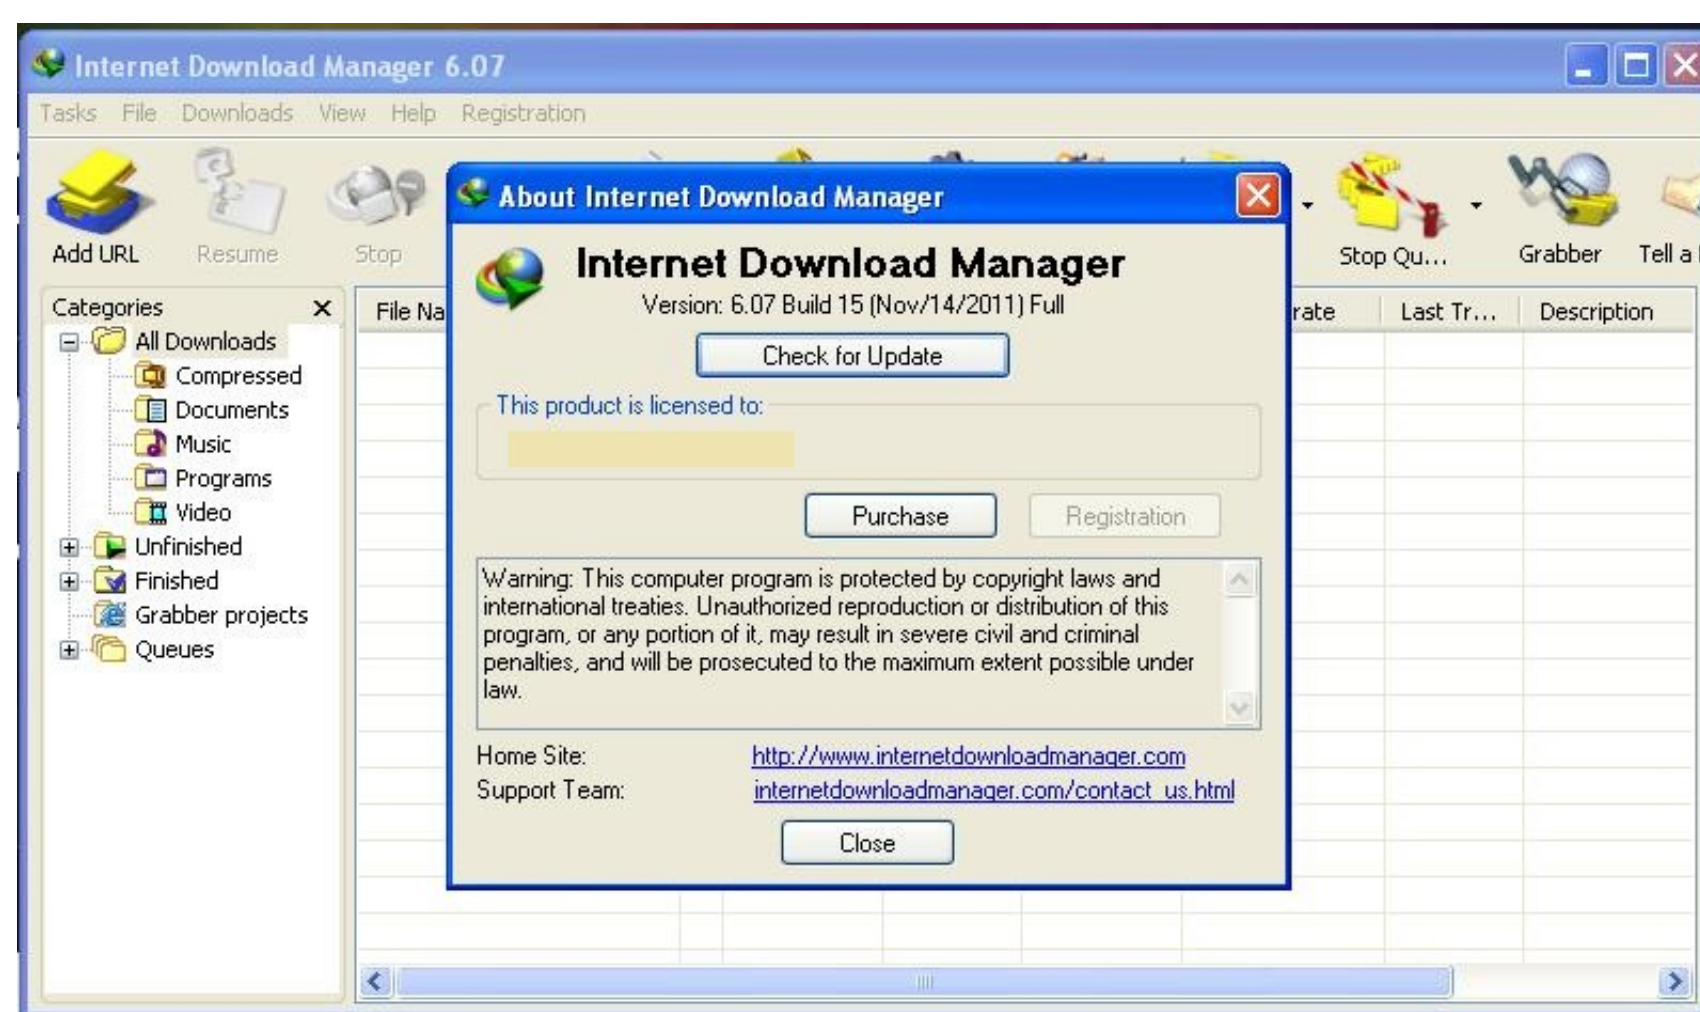 Internet Download Manager 6.07
Tasks File Downloads View Help Registration
Add URL
Resume
Stop
Stop Qu...
Grabber
Tell a
Categories
All Downloads
Compressed
Documents
Music
Programs
Video
Unfinished
Finished
Grabber projects
Queues
File Na
rate
Last Tr...
Description
About Internet Download Manager
Internet Download Manager
Version: 6.07 Build 15 (Nov/14/2011) Full
Check for Update
This product is licensed to:
Purchase
Registration
Warning: This computer program is protected by copyright laws and
international treaties. Unauthorized reproduction or distribution of this
program, or any portion of it, may result in severe civil and criminal
penalties, and will be prosecuted to the maximum extent possible under
law.
Home Site: http://www.internetdownloadmanager.com
Support Team: internetdownloadmanager.com/contact_us.html
Close